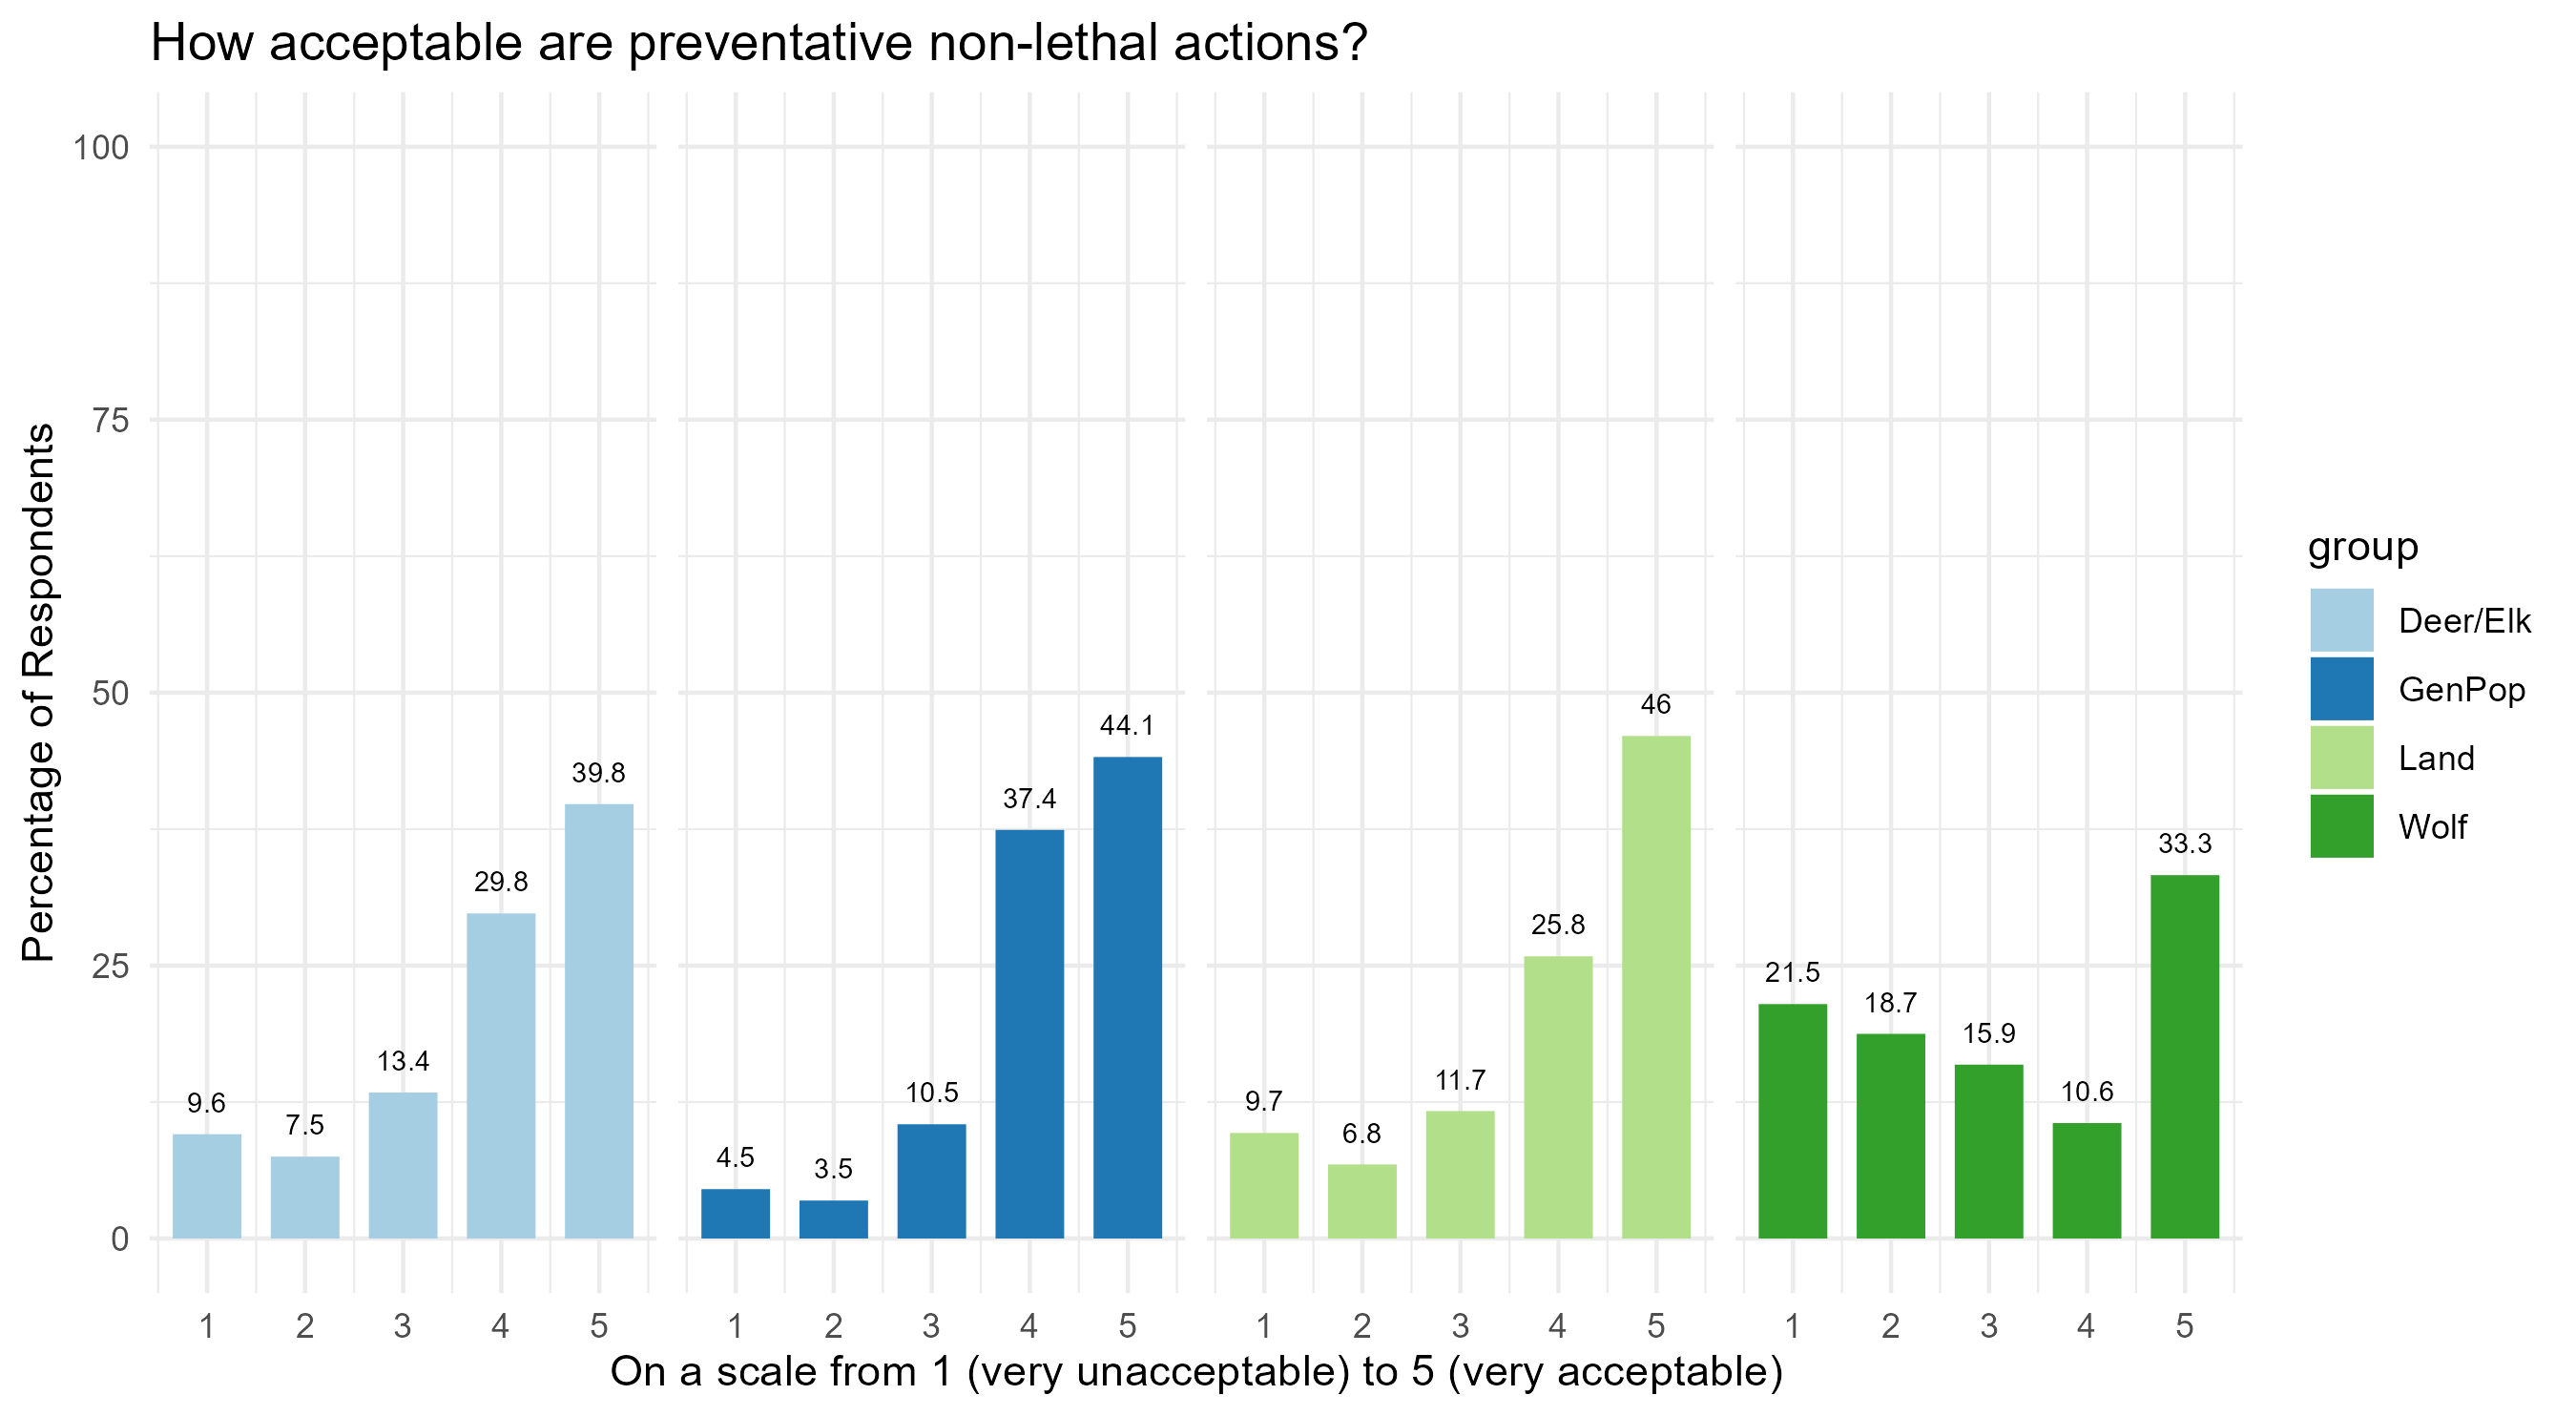 How acceptable are preventative non-lethal actions?
Percentage of Respondents
100
75
50
25
0
9.6
7.5
13.4
29.8
39.8
4.5
3.5
10.5
37.4
44.1
9.7
6.8
11.7
25.8
46
21.5
18.7
15.9
10.6
33.3
1 2 3 4 5 1 2 3 4 5 1 2 3 4 5 1 2 3 4 5
On a scale from 1 (very unacceptable) to 5 (very acceptable)
group
Deer/Elk
GenPop
Land
Wolf